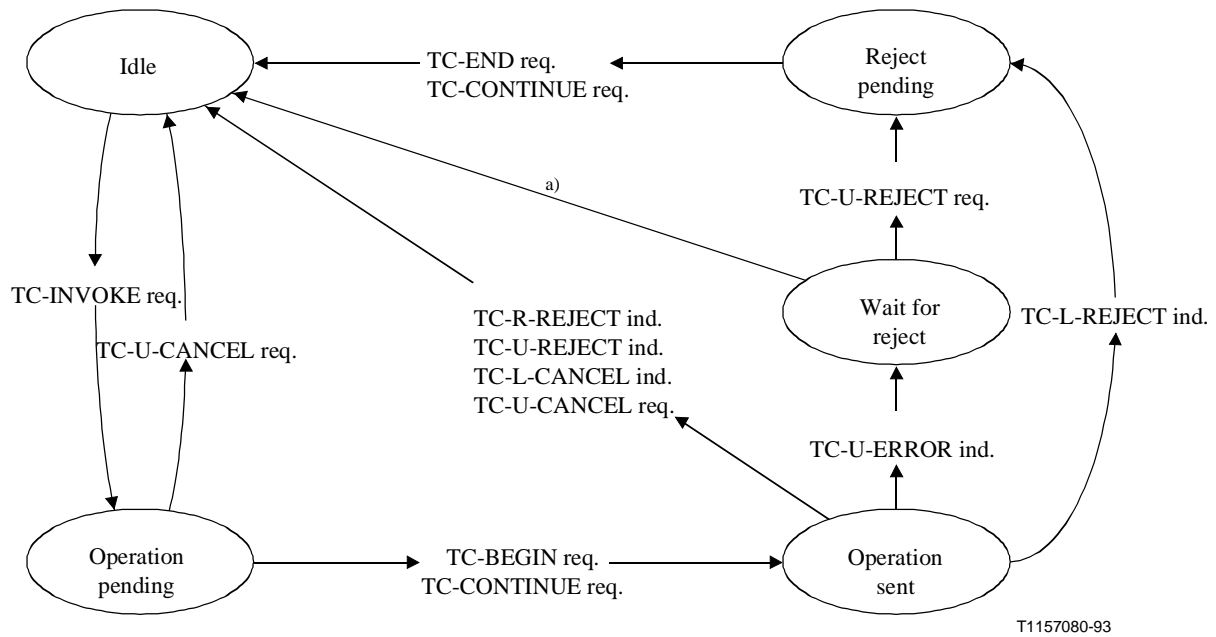 Idle
TC-END req.
TC-CONTINUE req.
Reject
pending
a)
TC-U-REJECT req.
TC-INVOKE req.
TC-U-CANCEL req.
TC-R-REJECT ind.
TC-U-REJECT ind.
TC-L-CANCEL ind.
TC-U-CANCEL req.
Wait for
reject
TC-L-REJECT ind.
TC-U-ERROR ind.
Operation
pending
TC-BEGIN req.
TC-CONTINUE req.
Operation
sent
T1157080-93